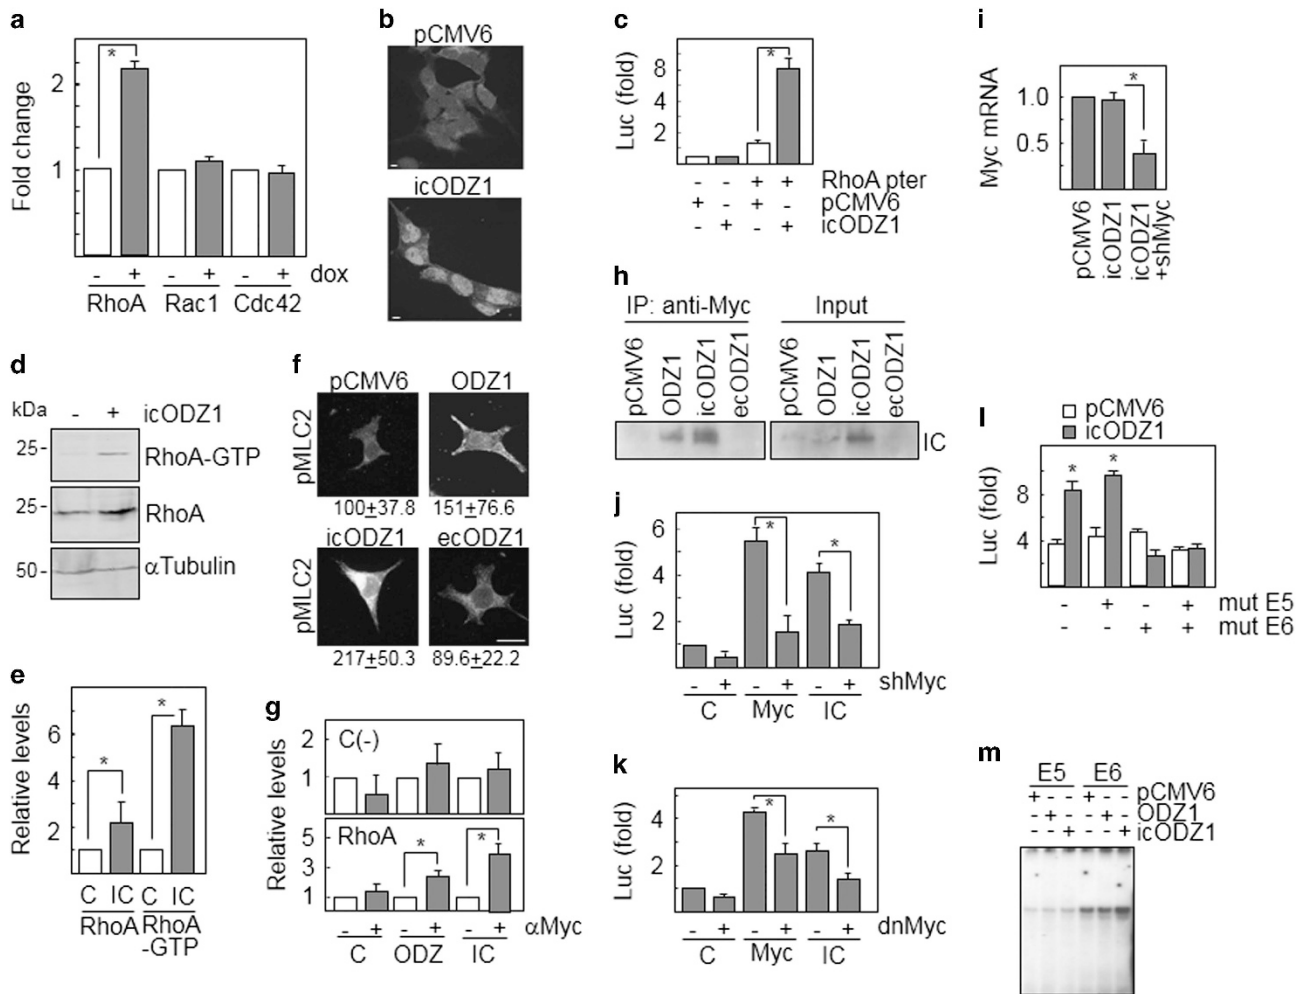 a
Fold change
2
1
- + - + - + dox
RhoA Rac1 Cdc42
b
pCMV6
icODZ1
c
Luc (fold)
8
4
2
*
- - + + RhoA pter
+ - + - pCMV6
- + - + icODZ1
i
Myc mRNA
1.0
0.5
*
pCMV6
icODZ1
icODZ1
+shMyc
d
kDa - + icODZ1
25- RhoA-GTP
25- RhoA
50- αTubulin
f
pCMV6 ODZ1
pMLC2
100±37.8 151±76.6
icODZ1 ecODZ1
pMLC2
217±50.3 89.6±22.2
h
IP: anti-Myc Input
pCMV6
ODZ1
icODZ1
ecODZ1
pCMV6
ODZ1
icODZ1
ecODZ1
IC
l
pCMV6
icODZ1
Luc (fold)
8
4
* *
- + - + mut E5
- - + + mut E6
j
Luc (fold)
6
4
2
* *
- + - + - + shMyc
C Myc IC
e
Relative levels
6
4
2
* *
C IC C IC
RhoA RhoA
-GTP
g
Relative levels
C(-)
2
1
Relative levels
RhoA
5
3
1
* *
- + - + - + αMyc
C ODZ IC
k
Luc (fold)
4
2
* *
- + - + - + dnMyc
C Myc IC
m
E5 E6
+ - - + - - pCMV6
- + - - + - ODZ1
- - + - - + icODZ1